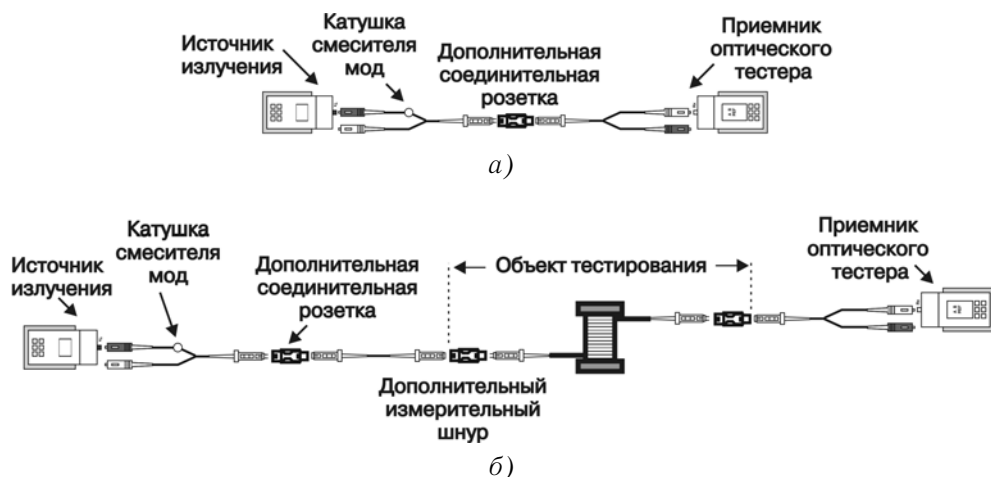 Источник
излучения
Катушка
смесителя
мод
Дополнительная
соединительная
розетка
Приемник
оптического
тестера
а)
Источник
излучения
Катушка
смесителя
мод
Дополнительная
соединительная
розетка
Объект тестирования
Приемник
оптического
тестера
Дополнительный
измерительный
шнур
б)